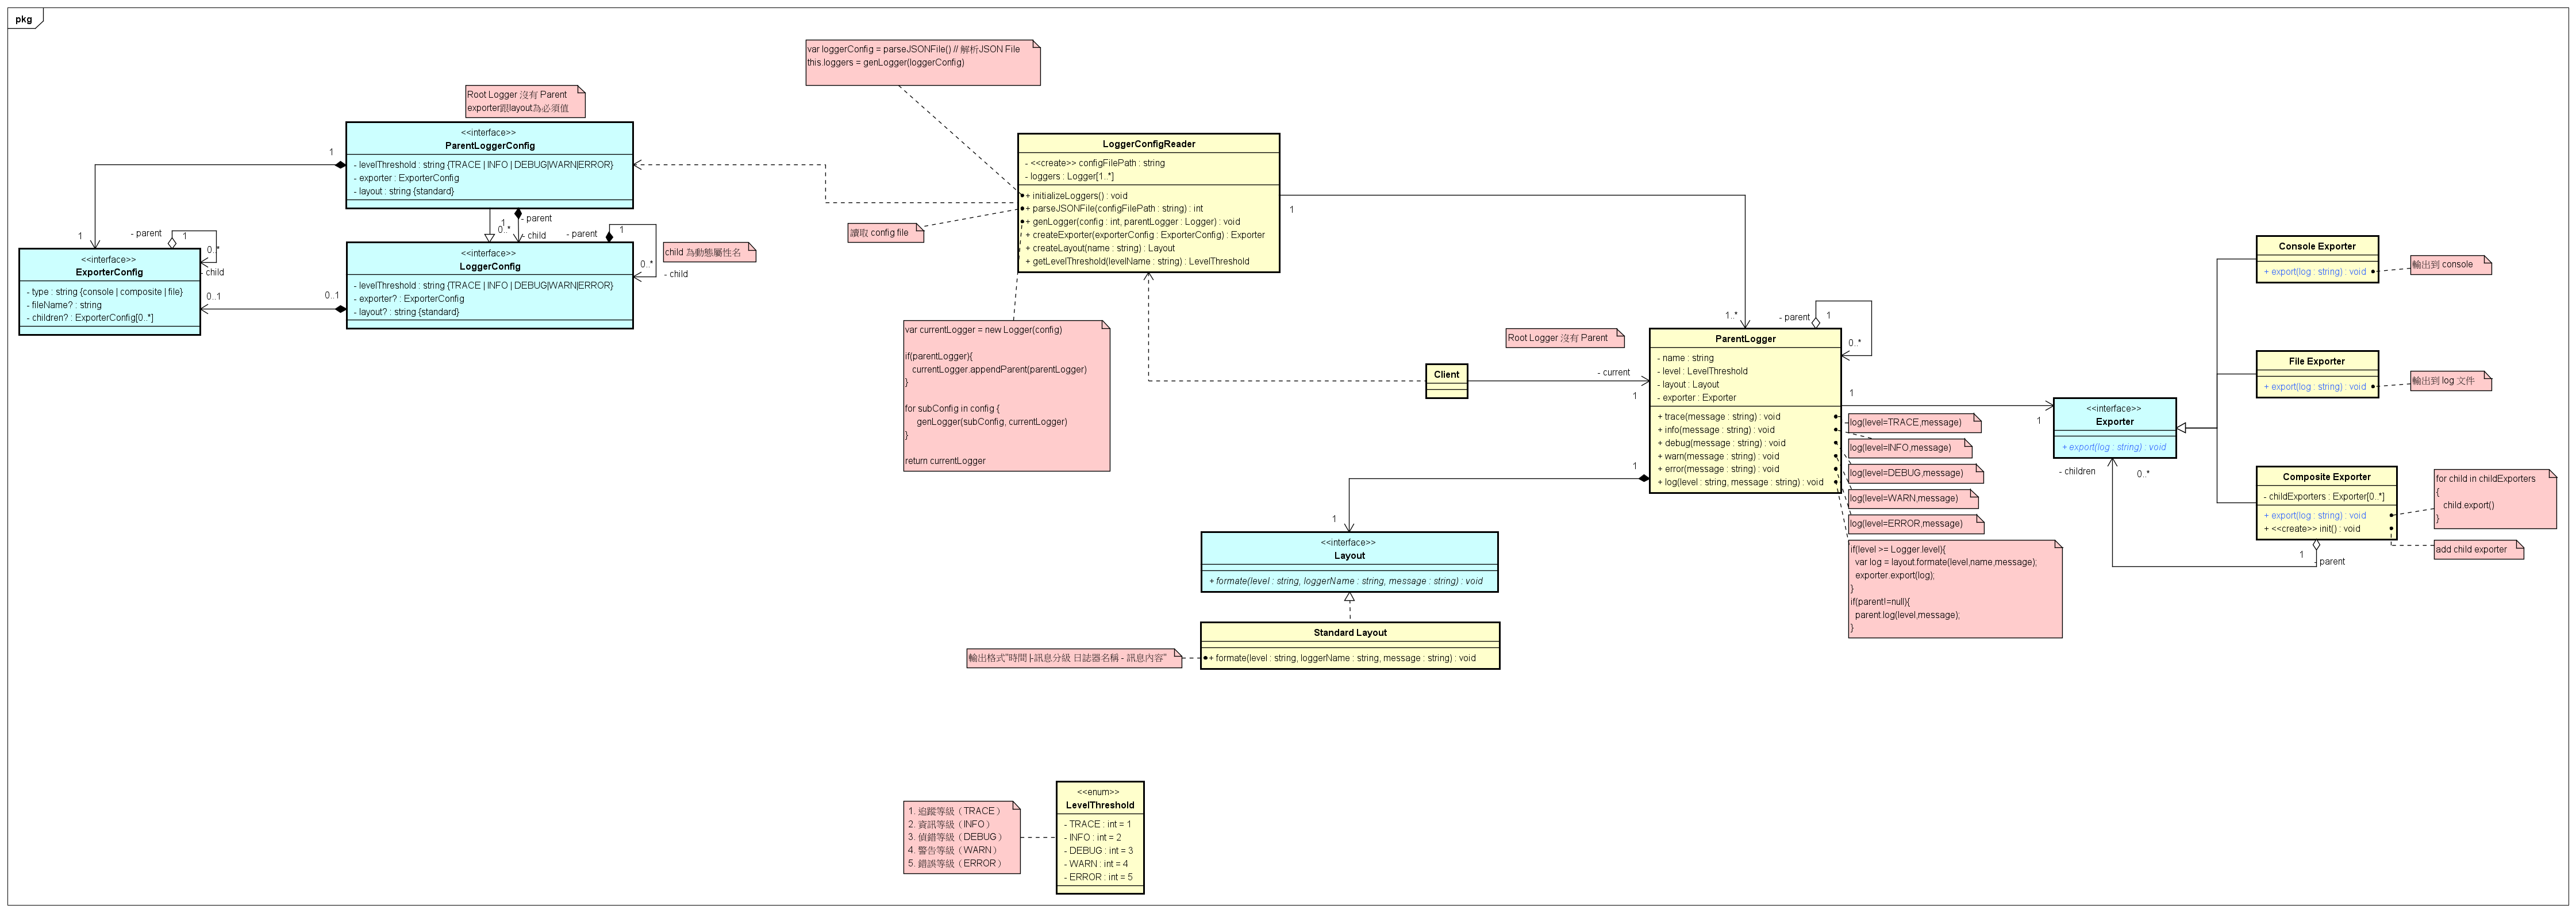 pkg
var loggerConfig = parseJSONFile() // 解析JSON File
this.loggers = genLogger(loggerConfig)
Root Logger 沒有 Parent
exporter跟layout為必須值
<<interface>>
ParentLoggerConfig
- levelThreshold : string {TRACE | INFO | DEBUG|WARN|ERROR}
- exporter : ExporterConfig
- layout : string {standard}
1
1
1
- parent
0..*
- child
<<interface>>
LoggerConfig
- levelThreshold : string {TRACE | INFO | DEBUG|WARN|ERROR}
- exporter? : ExporterConfig
- layout? : string {standard}
- parent
1
0..*
- child
child 為動態屬性名
0..1
0..1
- parent
1
0..*
- child
<<interface>>
ExporterConfig
- type : string {console | composite | file}
- fileName? : string
- children? : ExporterConfig[0..*]
LoggerConfigReader
- <<create>> configFilePath : string
- loggers : Logger[1..*]
+ initializeLoggers() : void
+ parseJSONFile(configFilePath : string) : int
+ genLogger(config : int, parentLogger : Logger) : void
+ createExporter(exporterConfig : ExporterConfig) : Exporter
+ createLayout(name : string) : Layout
+ getLevelThreshold(levelName : string) : LevelThreshold
讀取 config file
var currentLogger = new Logger(config)
if(parentLogger){
currentLogger.appendParent(parentLogger)
}
for subConfig in config {
genLogger(subConfig, currentLogger)
}
return currentLogger
1
1..*
Root Logger 沒有 Parent
Client
- current
1
- parent
1
0..*
ParentLogger
- name : string
- level : LevelThreshold
- layout : Layout
- exporter : Exporter
+ trace(message : string) : void
+ info(message : string) : void
+ debug(message : string) : void
+ warn(message : string) : void
+ error(message : string) : void
+ log(level : string, message : string) : void
log(level=TRACE,message)
log(level=INFO,message)
log(level=DEBUG,message)
log(level=WARN,message)
log(level=ERROR,message)
if(level >= Logger.level){
var log = layout.formate(level,name,message);
exporter.export(log);
}
if(parent!=null){
parent.log(level,message);
}
1
1
<<interface>>
Layout
+ formate(level : string, loggerName : string, message : string) : void
Standard Layout
+ formate(level : string, loggerName : string, message : string) : void
輸出格式"時間 |-訊息分級 日誌器名稱 - 訊息內容"
1
1
<<interface>>
Exporter
+ export(log : string) : void
- children
0..*
Console Exporter
+ export(log : string) : void
輸出到 console
File Exporter
+ export(log : string) : void
輸出到 log 文件
Composite Exporter
- childExporters : Exporter[0..*]
+ export(log : string) : void
+ <<create>> init() : void
for child in childExporters
{
child.export()
}
add child exporter
1
- parent
1. 追蹤等級（TRACE）
2. 資訊等級（INFO）
3. 偵錯等級（DEBUG）
4. 警告等級（WARN）
5. 錯誤等級（ERROR）
<<enum>>
LevelThreshold
- TRACE : int = 1
- INFO : int = 2
- DEBUG : int = 3
- WARN : int = 4
- ERROR : int = 5